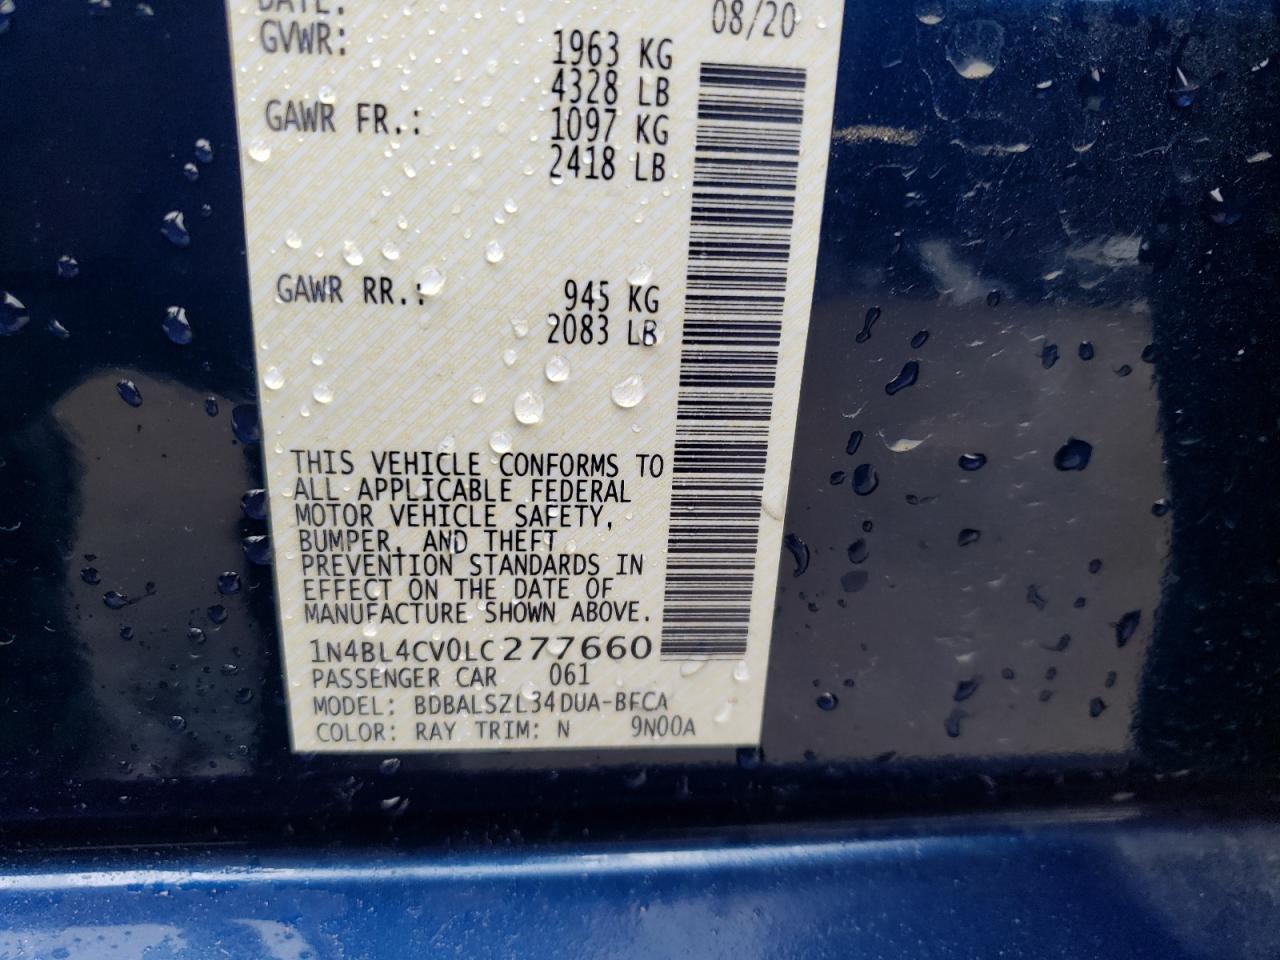 DATE: 08/20
GVWR: 1963 KG
4328 LB
GAWR FR.: 1097 KG
2418 LB
GAWR RR.: 945 KG
2083 LB
THIS VEHICLE CONFORMS TO
ALL APPLICABLE FEDERAL
MOTOR VEHICLE SAFETY,
BUMPER, AND THEFT
PREVENTION STANDARDS IN
EFFECT ON THE DATE OF
MANUFACTURE SHOWN ABOVE.
1N4BL4CV0LC277660
PASSENGER CAR 061
MODEL: BDBALSZL34DUA-BFCA
COLOR: RAY TRIM: N 9N00A